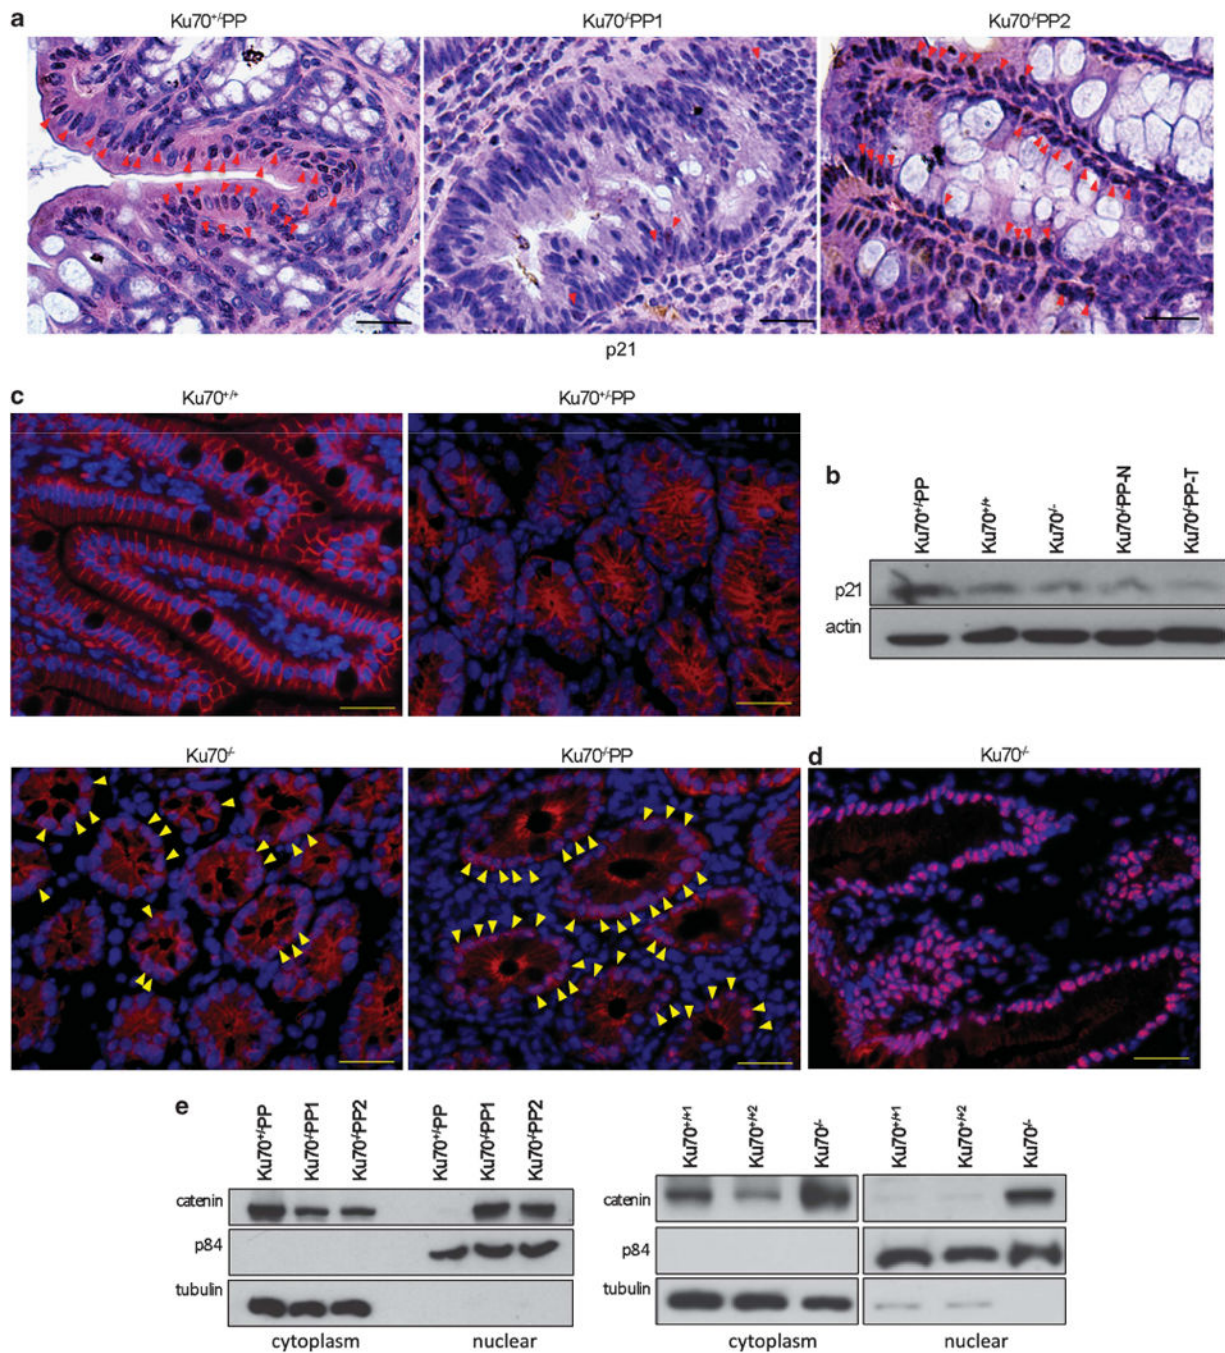 a
Ku70+/-PP Ku70-/-PP1 Ku70-/-PP2
p21
c
Ku70+/+ Ku70+/-PP
b
Ku70+/-PP Ku70+/+ Ku70-/- Ku70-/-PP-N Ku70-/-PP-T
p21
actin
Ku70-/- Ku70-/-PP
d
Ku70-/-
e
Ku70+/-PP Ku70-/-PP1 Ku70-/-PP2 Ku70+/-PP Ku70-/-PP1 Ku70-/-PP2
catenin
p84
tubulin
cytoplasm nuclear
Ku70+/+1 Ku70+/+2 Ku70-/- Ku70+/+1 Ku70+/+2 Ku70-/-
catenin
p84
tubulin
cytoplasm nuclear